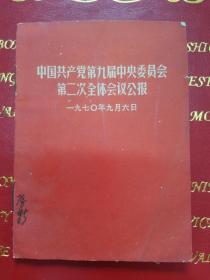 中国共产党第九届中央委员会
第二次全体会议公报
一九七〇年九月六日